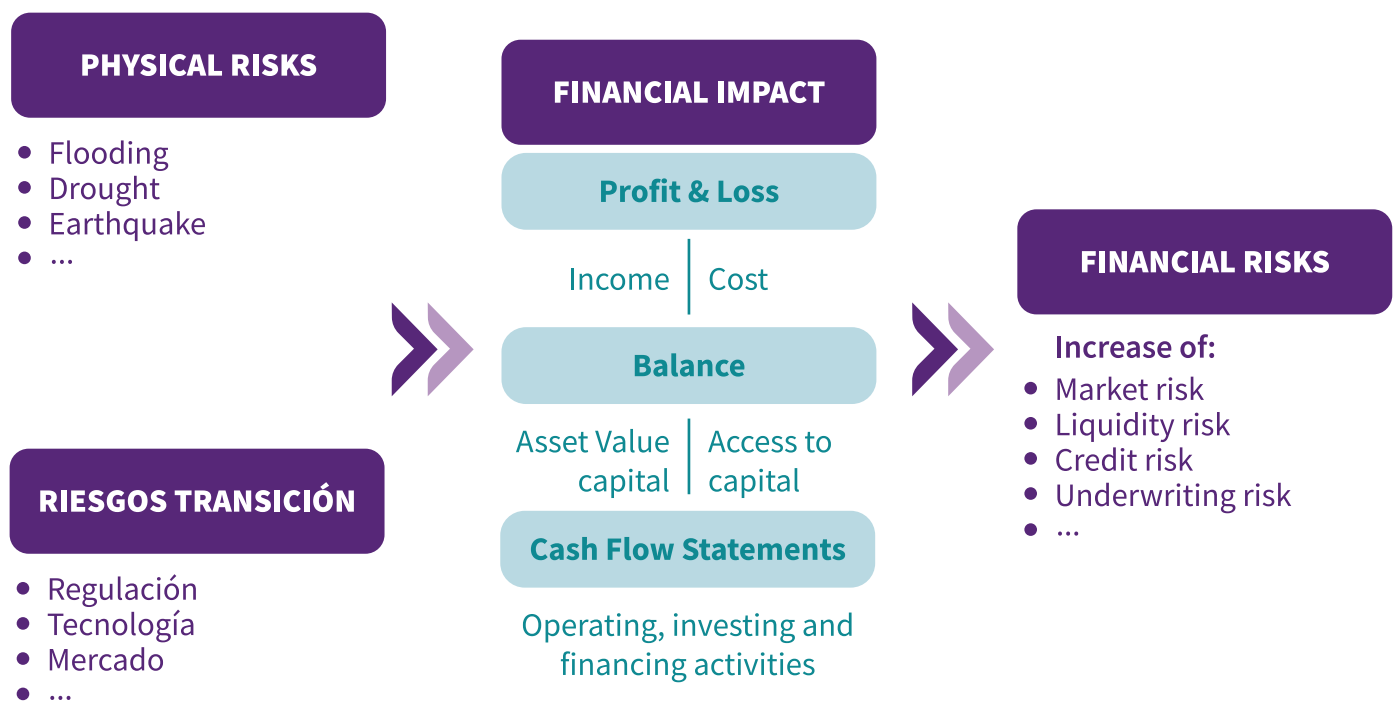 PHYSICAL RISKS
• Flooding
• Drought
• Earthquake
• ...
RIESGOS TRANSICIÓN
• Regulación
• Tecnología
• Mercado
• ...
FINANCIAL IMPACT
Profit & Loss
Income | Cost
Balance
Asset Value | Access to
capital | capital
Cash Flow Statements
Operating, investing and
financing activities
FINANCIAL RISKS
Increase of:
• Market risk
• Liquidity risk
• Credit risk
• Underwriting risk
• ...